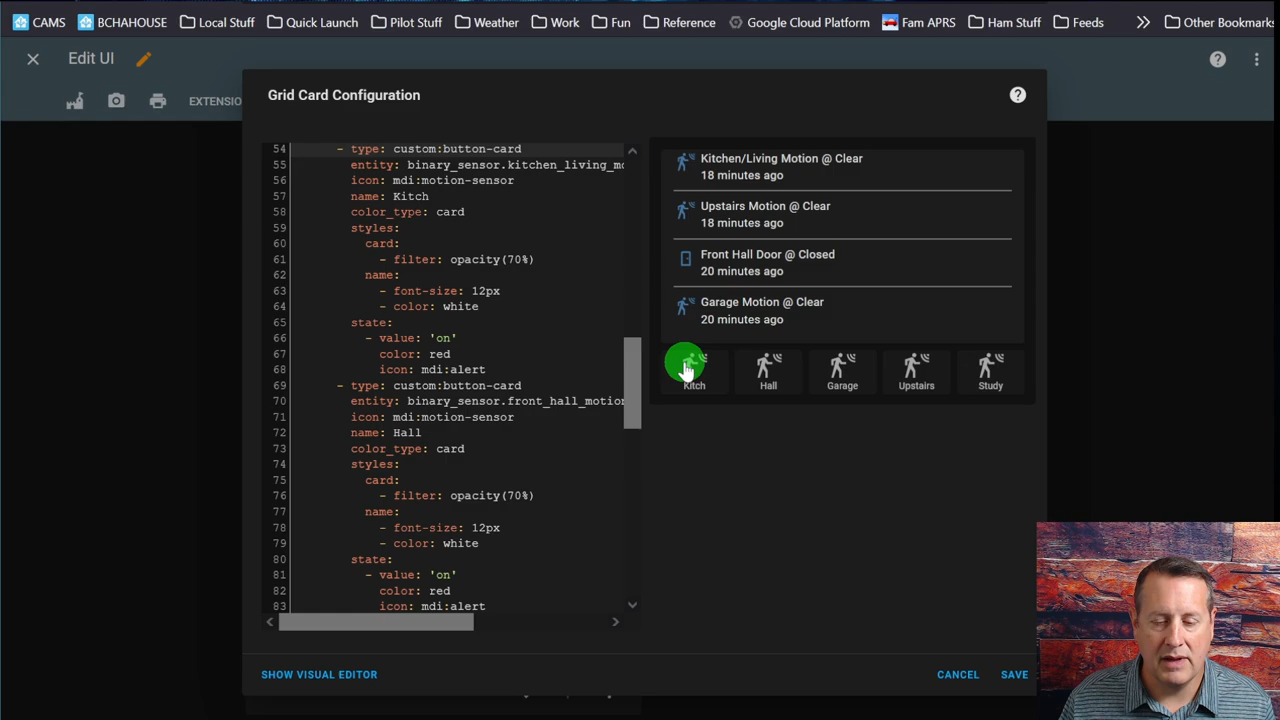 CAMS BCHAHOUSE Local Stuff Quick Launch Pilot Stuff Weather Work Fun Reference Google Cloud Platform Fam APRS Ham Stuff Feeds Other Bookmarks
Edit UI
EXTENSIO
Grid Card Configuration
54 - type: custom:button-card
55 entity: binary_sensor.kitchen_living_mo
56 icon: mdi:motion-sensor
57 name: Kitch
58 color_type: card
59 styles:
60 card:
61 - filter: opacity(70%)
62 name:
63 - font-size: 12px
64 - color: white
65 state:
66 - value: 'on'
67 color: red
68 icon: mdi:alert
69 - type: custom:button-card
70 entity: binary_sensor.front_hall_motion
71 icon: mdi:motion-sensor
72 name: Hall
73 color_type: card
74 styles:
75 card:
76 - filter: opacity(70%)
77 name:
78 - font-size: 12px
79 - color: white
80 state:
81 - value: 'on'
82 color: red
83 icon: mdi:alert
Kitchen/Living Motion @ Clear
18 minutes ago
Upstairs Motion @ Clear
18 minutes ago
Front Hall Door @ Closed
20 minutes ago
Garage Motion @ Clear
20 minutes ago
Kitch Hall Garage Upstairs Study
SHOW VISUAL EDITOR CANCEL SAVE